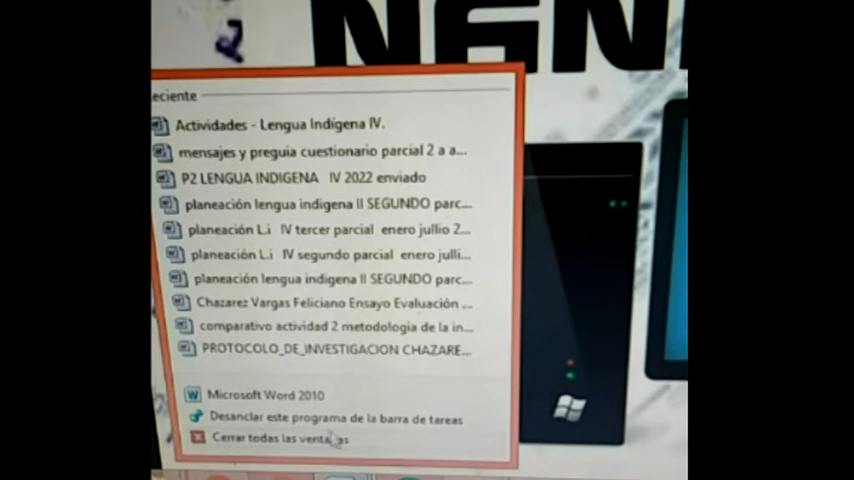 eciente
Actividades - Lengua Indígena IV.
mensajes y preguia cuestionario parcial 2 a a...
P2 LENGUA INDIGENA IV 2022 enviado
planeación lengua indigena II SEGUNDO parc...
planeación L.i IV tercer parcial enero jullio 2...
planeación L.i IV segundo parcial enero julli...
planeación lengua indigena II SEGUNDO parc...
Chazarez Vargas Feliciano Ensayo Evaluación ...
comparativo actividad 2 metodologia de la in...
PROTOCOLO_DE_INVESTIGACION CHAZARE...
Microsoft Word 2010
Desanclar este programa de la barra de tareas
Cerrar todas las ventanas